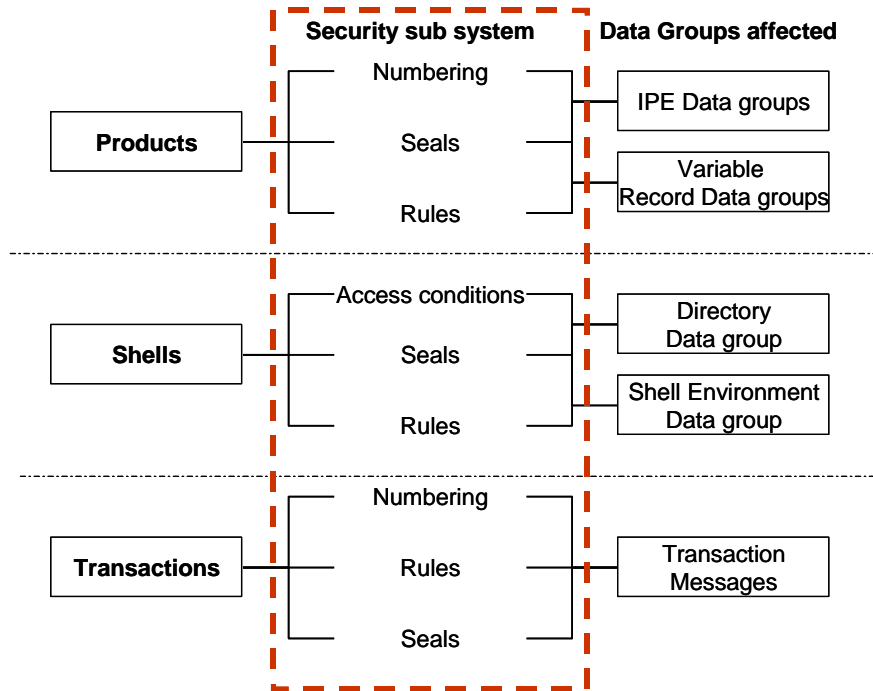 Security sub system
Data Groups affected
Products
Numbering
Seals
Rules
IPE Data groups
Variable
Record Data groups
Shells
Access conditions
Seals
Rules
Directory
Data group
Shell Environment
Data group
Transactions
Numbering
Rules
Seals
Transaction
Messages